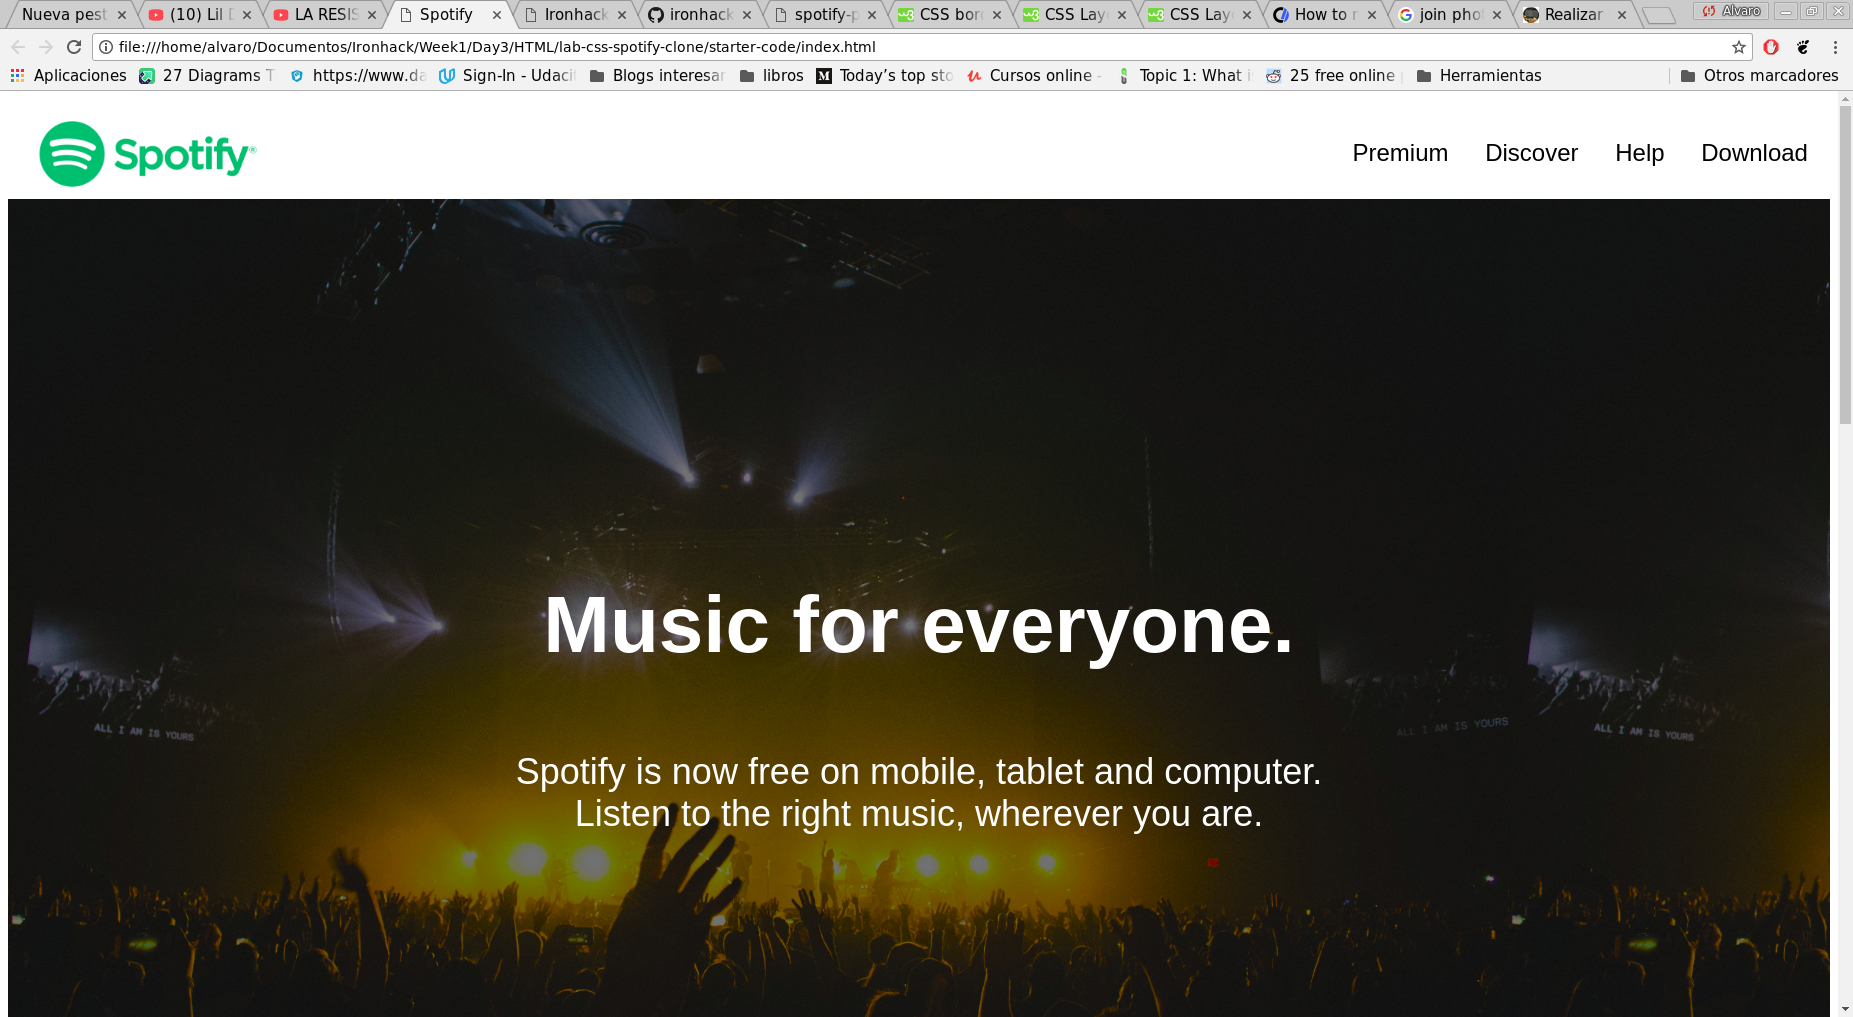 Nueva pest
(10) Lil D
LA RESIS
Spotify
Ironhack
ironhack
spotify-p
CSS bor
CSS Lay
CSS Lay
How to r
join phot
Realizar
Alvaro
file:///home/alvaro/Documentos/Ironhack/Week1/Day3/HTML/lab-css-spotify-clone/starter-code/index.html
Aplicaciones
27 Diagrams T
https://www.da
Sign-In - Udaci
Blogs interesar
libros
Today's top sto
Cursos online -
Topic 1: What i
25 free online
Herramientas
Otros marcadores
Spotify®
Premium Discover Help Download
Music for everyone.
ALL I AM IS YOURS
ALL I AM IS YOURS
ALL I AM IS YOURS
Spotify is now free on mobile, tablet and computer.
Listen to the right music, wherever you are.